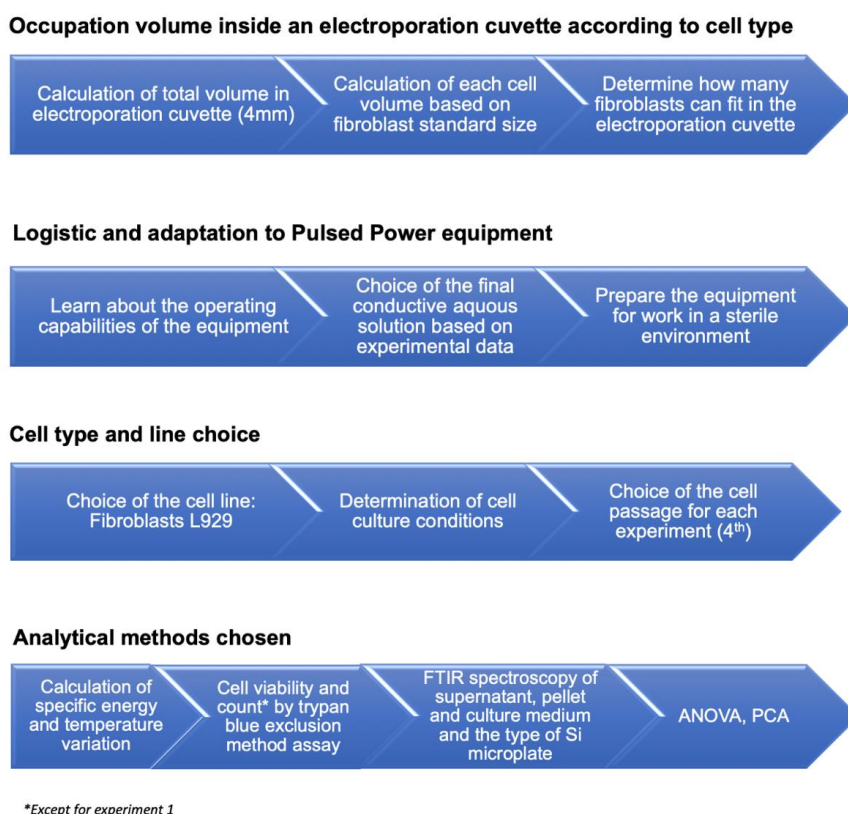 Occupation volume inside an electroporation cuvette according to cell type
Calculation of total volume in
electroporation cuvette (4mm)
Calculation of each cell
volume based on
fibroblast standard size
Determine how many
fibroblasts can fit in the
electroporation cuvette
Logistic and adaptation to Pulsed Power equipment
Learn about the operating
capabilities of the equipment
Choice of the final
conductive aquous
solution based on
experimental data
Prepare the equipment
for work in a sterile
environment
Cell type and line choice
Choice of the cell line:
Fibroblasts L929
Determination of cell
culture conditions
Choice of the cell
passage for each
experiment (4th)
Analytical methods chosen
Calculation of
specific energy
and temperature
variation
Cell viability and
count* by trypan
blue exclusion
method assay
FTIR spectroscopy of
supernatant, pellet
and culture medium
and the type of Si
microplate
ANOVA, PCA
*Except for experiment 1